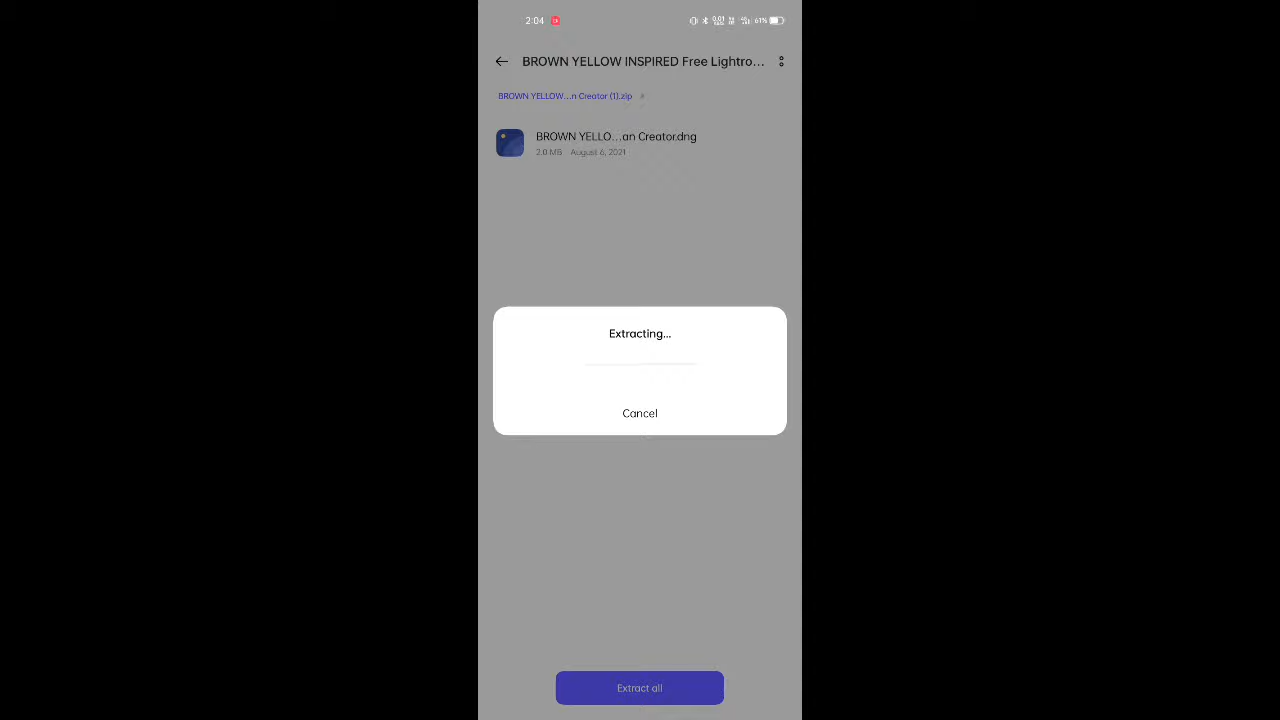 2:04
61%
BROWN YELLOW INSPIRED Free Lightro...
BROWN YELLOW...n Creator (1).zip
BROWN YELLO...an Creator.dng
2.0 MB August 6, 2021
Extracting...
Cancel
Extract all